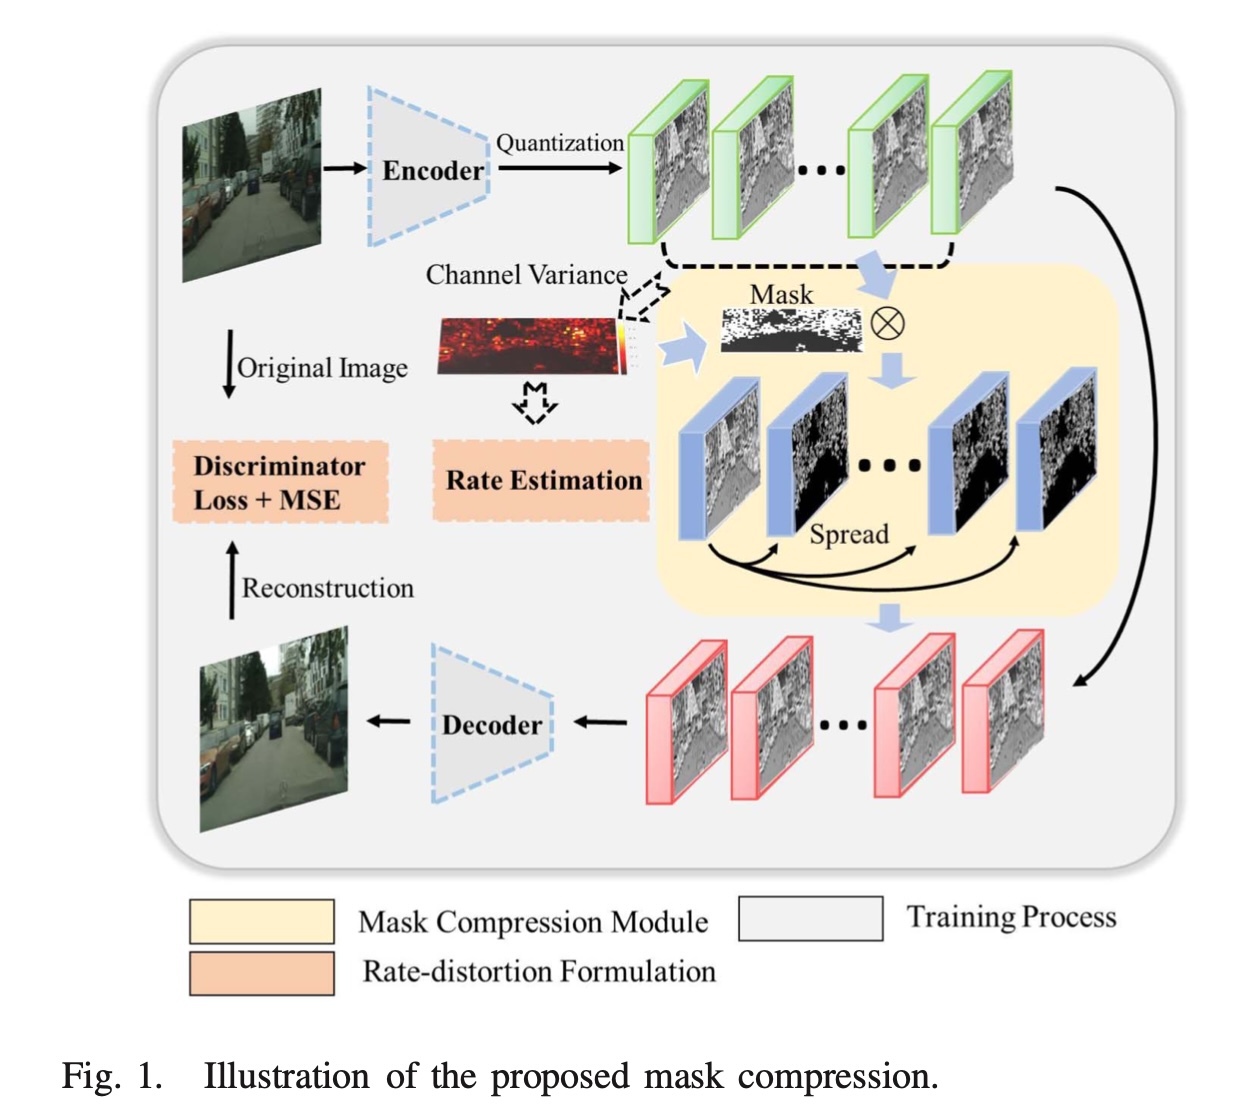 Encoder
Quantization
Channel Variance
Mask
Original Image
Discriminator
Loss + MSE
Rate Estimation
Spread
Reconstruction
Decoder
Mask Compression Module
Training Process
Rate-distortion Formulation
Fig. 1. Illustration of the proposed mask compression.